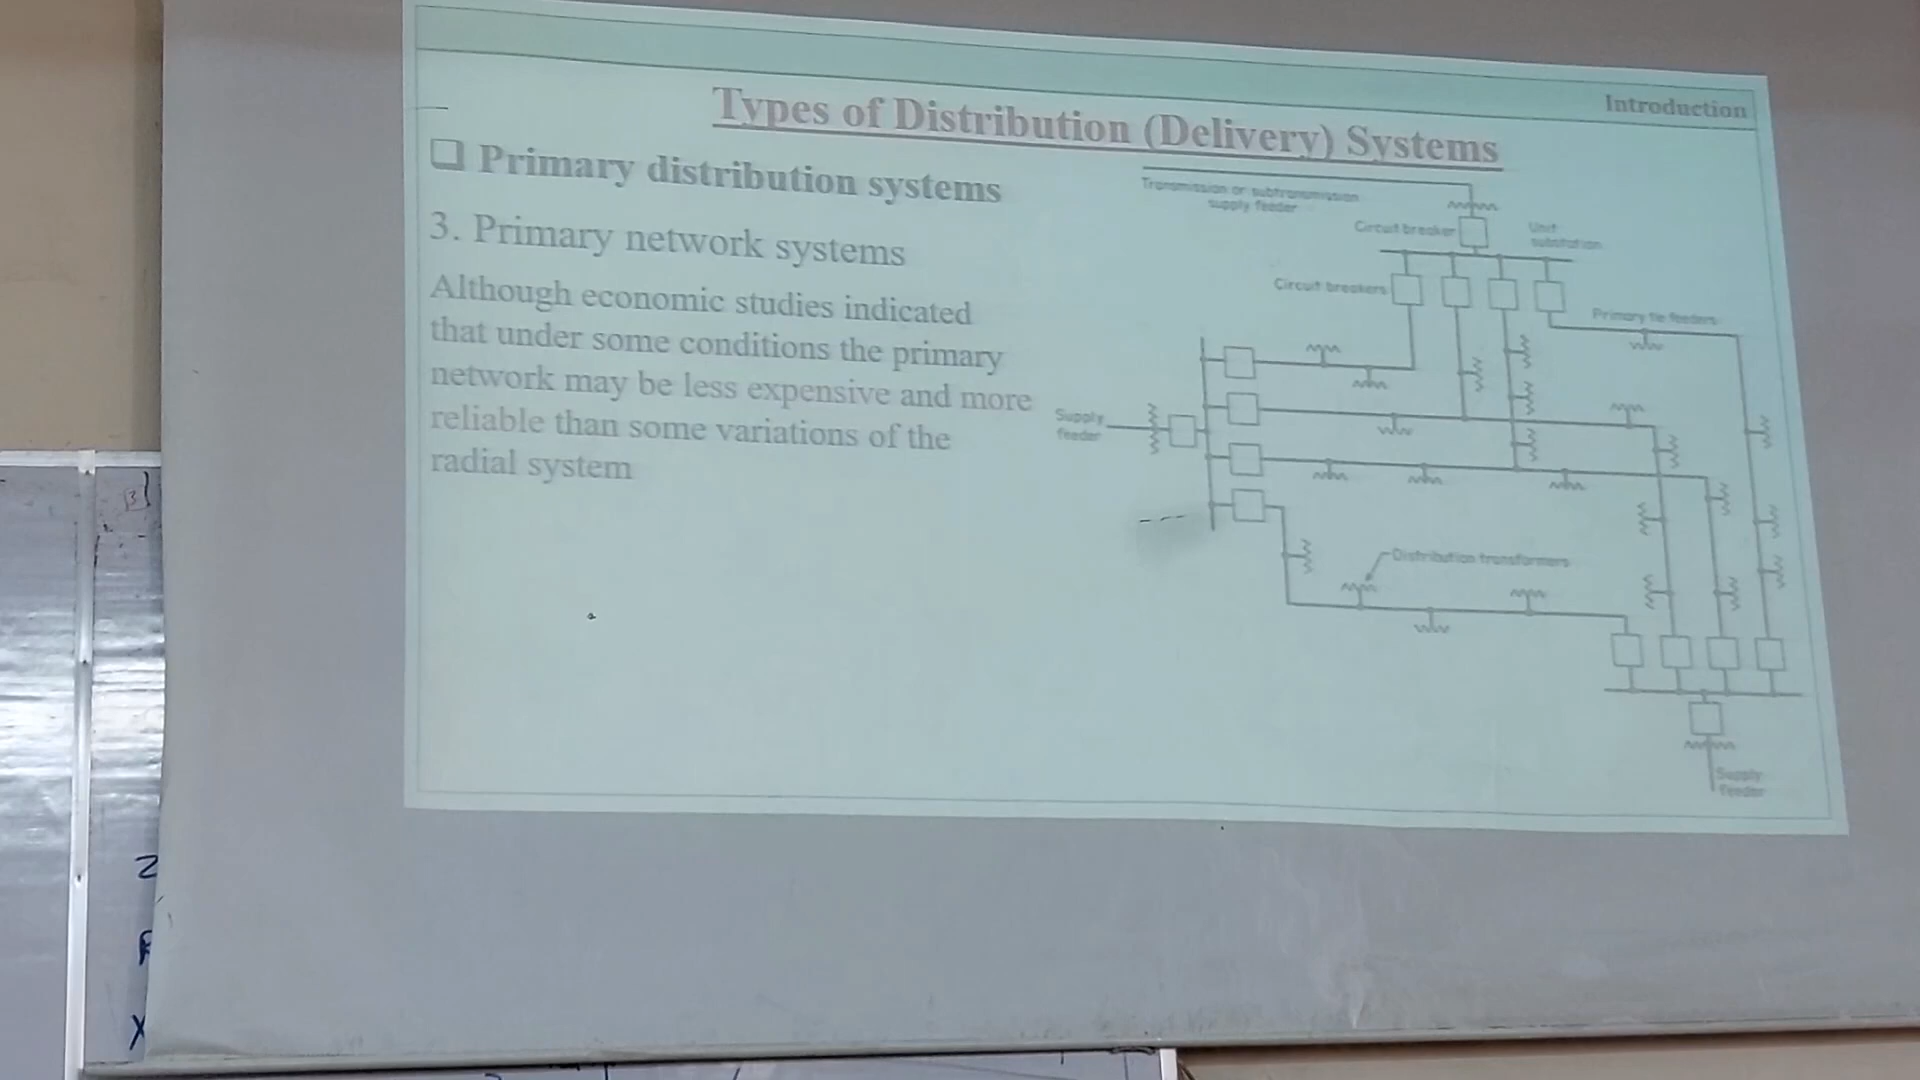 Introduction
Types of Distribution (Delivery) Systems
Primary distribution systems
3. Primary network systems
Although economic studies indicated
that under some conditions the primary
network may be less expensive and more
reliable than some variations of the
radial system
Transmission or subtransmission
supply feeder
Circuit breaker
Unit
substation
Circuit breakers
Primary tie feeders
Supply
feeder
Distribution transformers
Supply
feeder
3
Z
R
X